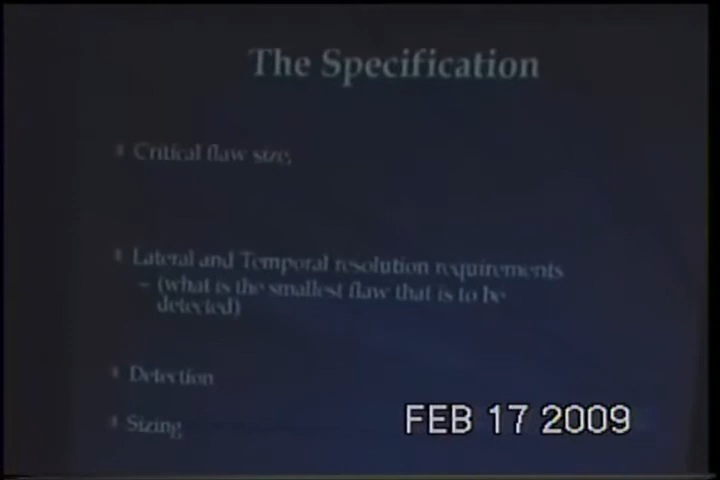 The Specification
Critical flaw size,
Lateral and Temporal resolution requirements
– (what is the smallest flaw that is to be
detected)
Detection
Sizing
FEB 17 2009